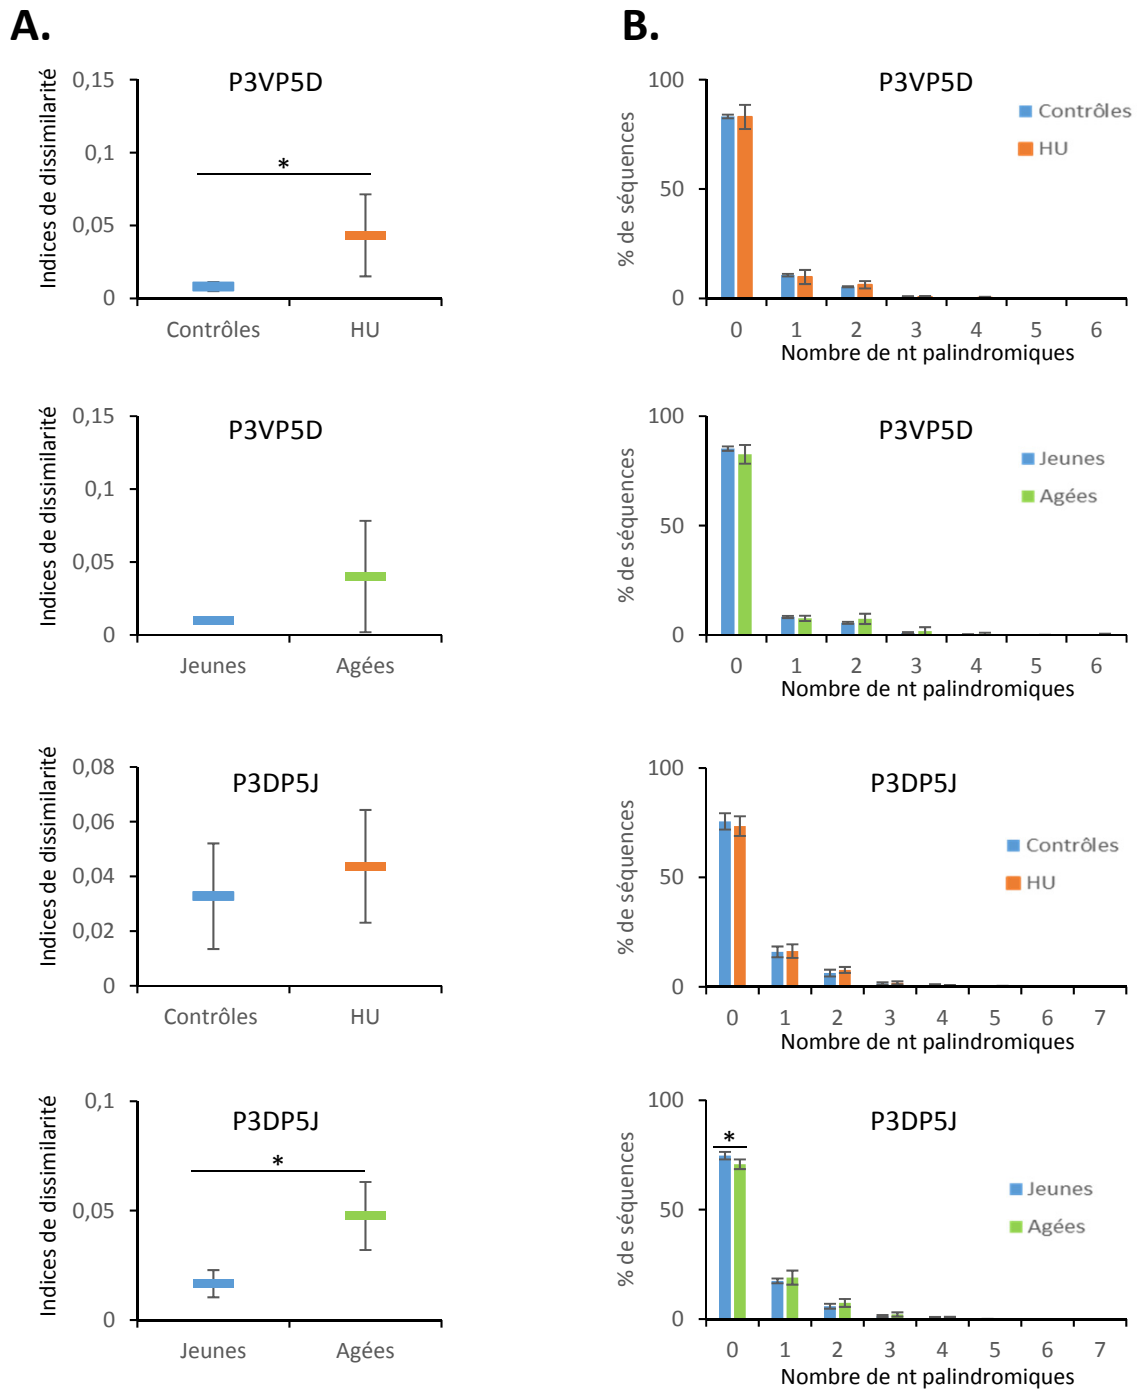 A.
B.
P3VP5D
Indices de dissimilarité
0,15
0,1
0,05
0
*
Contrôles
HU
P3VP5D
% de séquences
100
50
0
Contrôles
HU
0 1 2 3 4 5 6
Nombre de nt palindromiques
P3VP5D
Indices de dissimilarité
0,15
0,1
0,05
0
Jeunes
Agées
P3VP5D
% de séquences
100
50
0
Jeunes
Agées
0 1 2 3 4 5 6
Nombre de nt palindromiques
P3DP5J
Indices de dissimilarité
0,08
0,06
0,04
0,02
0
Contrôles
HU
P3DP5J
% de séquences
100
50
0
Contrôles
HU
0 1 2 3 4 5 6 7
Nombre de nt palindromiques
P3DP5J
Indices de dissimilarité
0,1
0,05
0
*
Jeunes
Agées
P3DP5J
% de séquences
100
50
0
*
Jeunes
Agées
0 1 2 3 4 5 6 7
Nombre de nt palindromiques